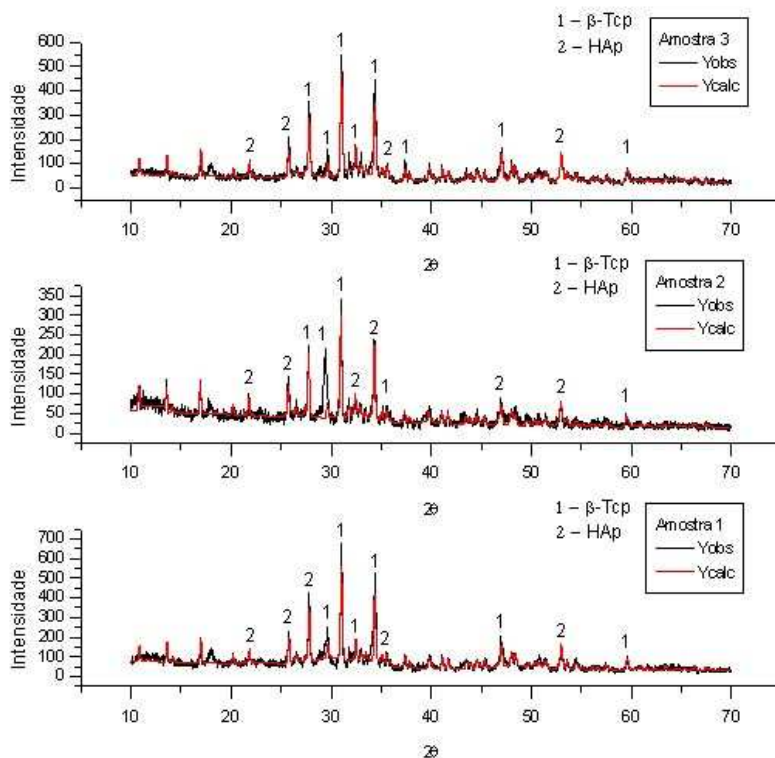 1 – β-Tcp
2 – HAp
Amostra 3
Yobs
Ycalc
Intensidade
600
500
400
300
200
100
0
2
2
1
1
1
1
1
2
1
1
2
1
10 20 30 40 50 60 70
2θ
1 – β-Tcp
2 – HAp
Amostra 2
Yobs
Ycalc
Intensidade
350
300
250
200
150
100
50
0
2
2
1
1
1
2
2
1
2
2
1
10 20 30 40 50 60 70
2θ
1 – β-Tcp
2 – HAp
Amostra 1
Yobs
Ycalc
Intensidade
700
600
500
400
300
200
100
0
2
2
2
1
1
1
1
2
1
2
1
10 20 30 40 50 60 70
2θ